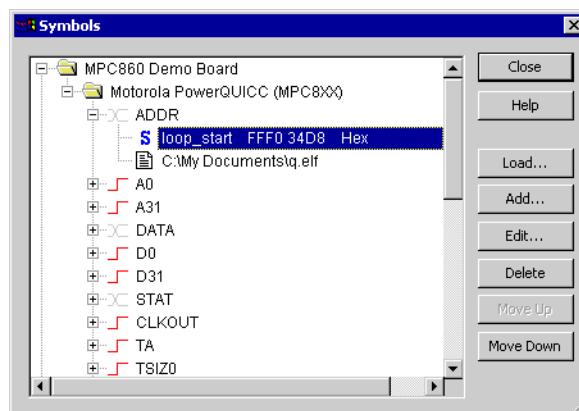 Symbols
MPC860 Demo Board
Motorola PowerQUICC (MPC8XX)
ADDR
S loop_start FFF0 34D8 Hex
C:\My Documents\q.elf
A0
A31
DATA
D0
D31
STAT
CLKOUT
TA
TSIZ0
Close
Help
Load...
Add...
Edit...
Delete
Move Up
Move Down